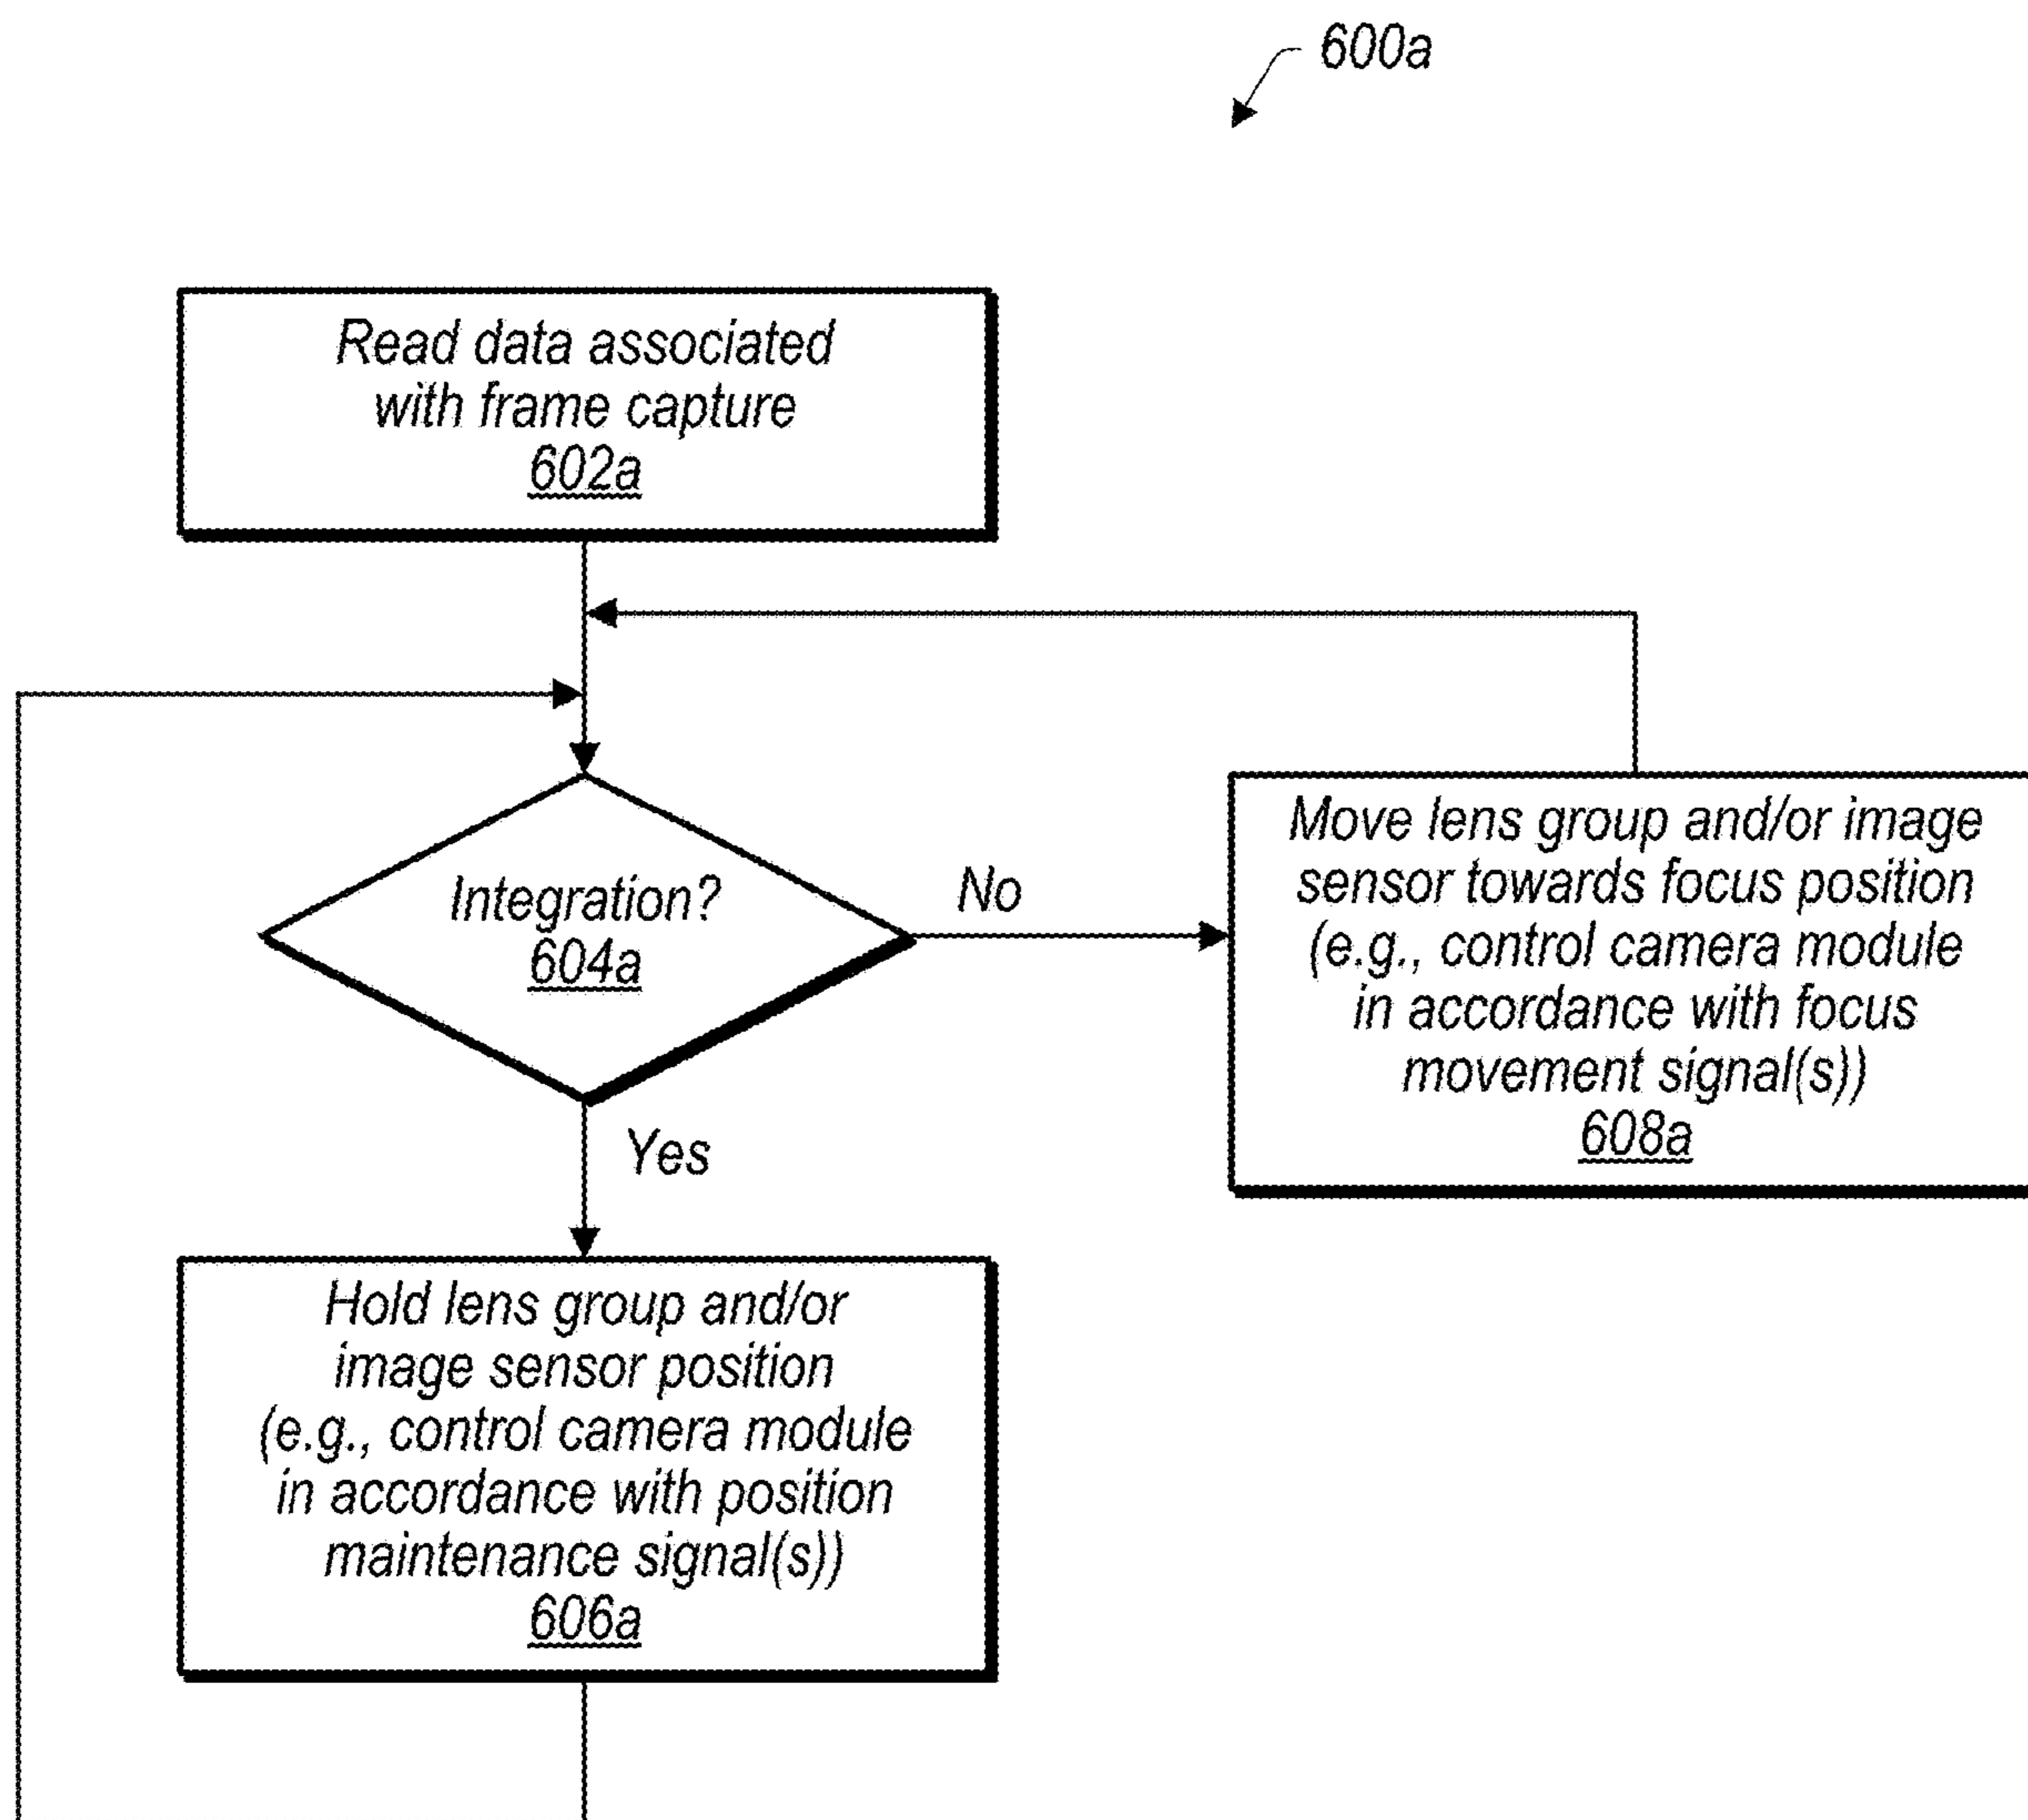 600a
Read data associated
with frame capture
602a
Integration?
604a
No
Yes
Move lens group and/or image
sensor towards focus position
(e.g., control camera module
in accordance with focus
movement signal(s))
608a
Hold lens group and/or
image sensor position
(e.g., control camera module
in accordance with position
maintenance signal(s))
606a